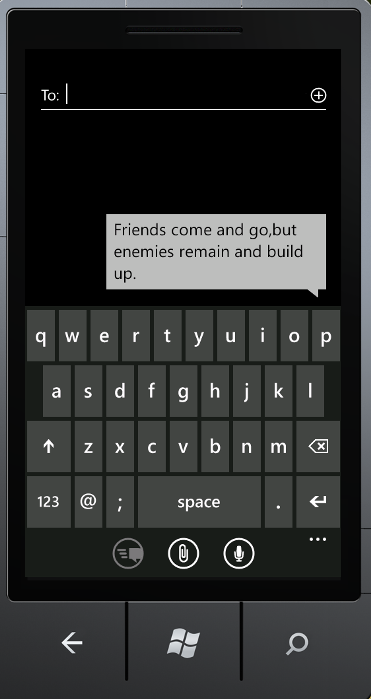 To:
Friends come and go,but
enemies remain and build
up.
q w e r t y u i o p
a s d f g h j k l
z x c v b n m
123 @ ; space .